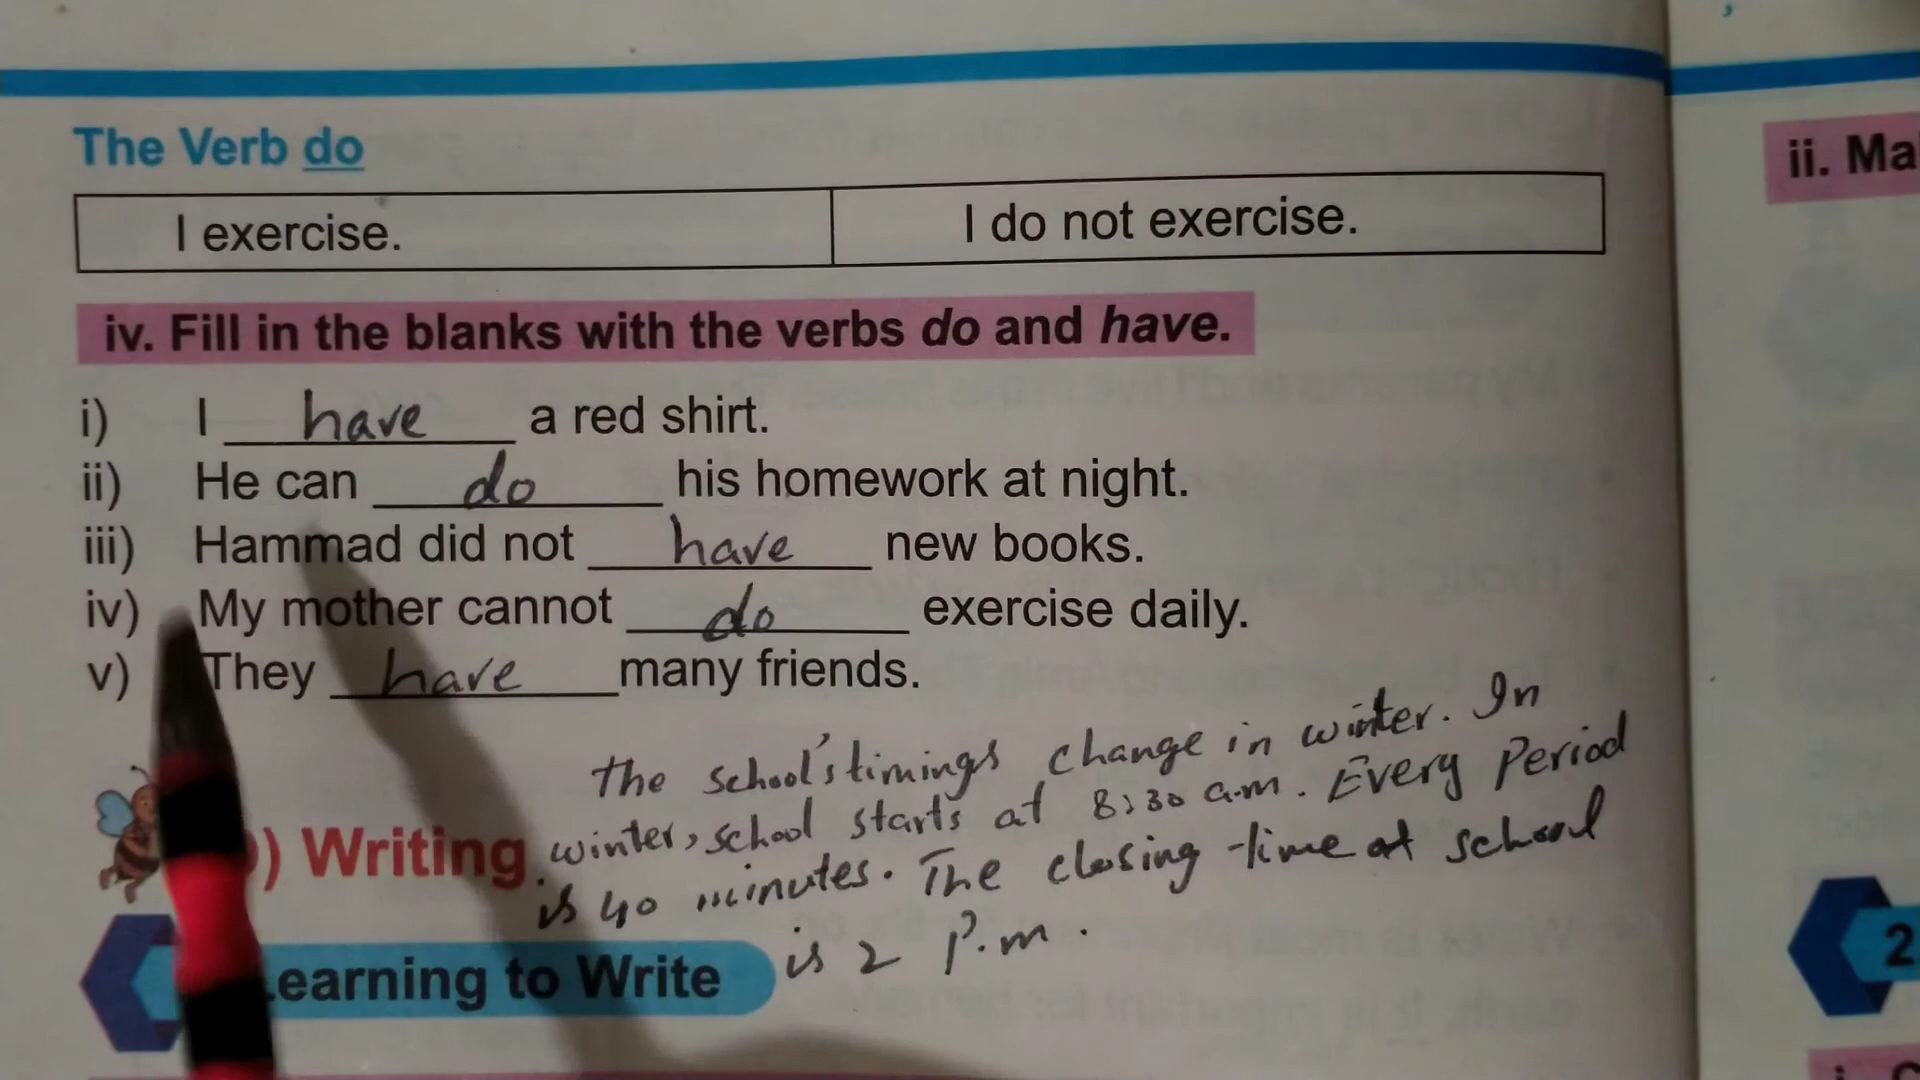 The Verb do
I exercise. I do not exercise.
iv. Fill in the blanks with the verbs do and have.
i) I have a red shirt.
ii) He can do his homework at night.
iii) Hammad did not have new books.
iv) My mother cannot do exercise daily.
v) They have many friends.
the school's timings change in winter. In
winter, school starts at 8:30 a.m. Every Period
is 40 minutes. The closing time at school
is 2 P.m.
) Writing
earning to Write
ii. Ma
2